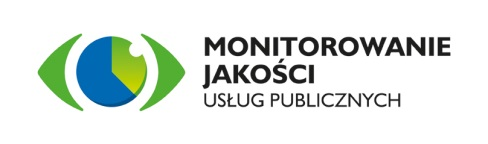 MONITOROWANIE
JAKOŚCI
USŁUG PUBLICZNYCH